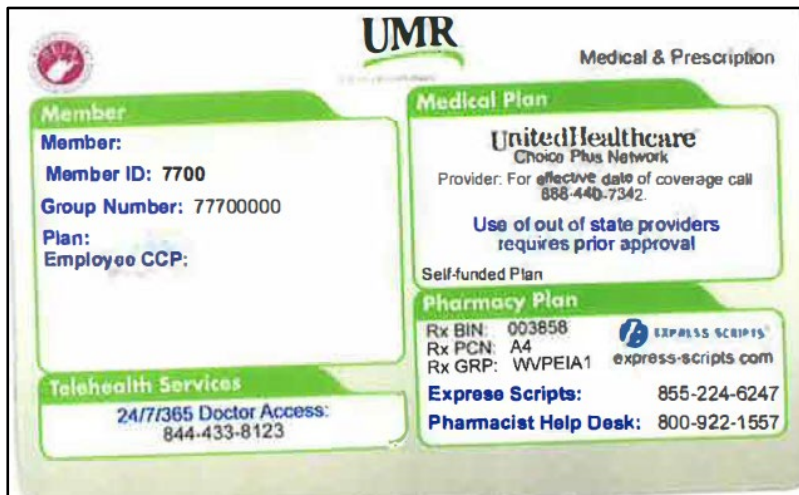 UMR
Medical & Prescription
Member
Member:
Member ID: 7700
Group Number: 77700000
Plan:
Employee CCP:
Telehealth Services
24/7/365 Doctor Access:
844-433-8123
Medical Plan
UnitedHealthcare
Choice Plus Network
Provider: For effective date of coverage call
888-440-7342.
Use of out of state providers
requires prior approval
Self-funded Plan
Pharmacy Plan
Rx BIN: 003858
Rx PCN: A4
Rx GRP: WVPEIA1
EXPRESS SCRIPTS
express-scripts com
Express Scripts: 855-224-6247
Pharmacist Help Desk: 800-922-1557